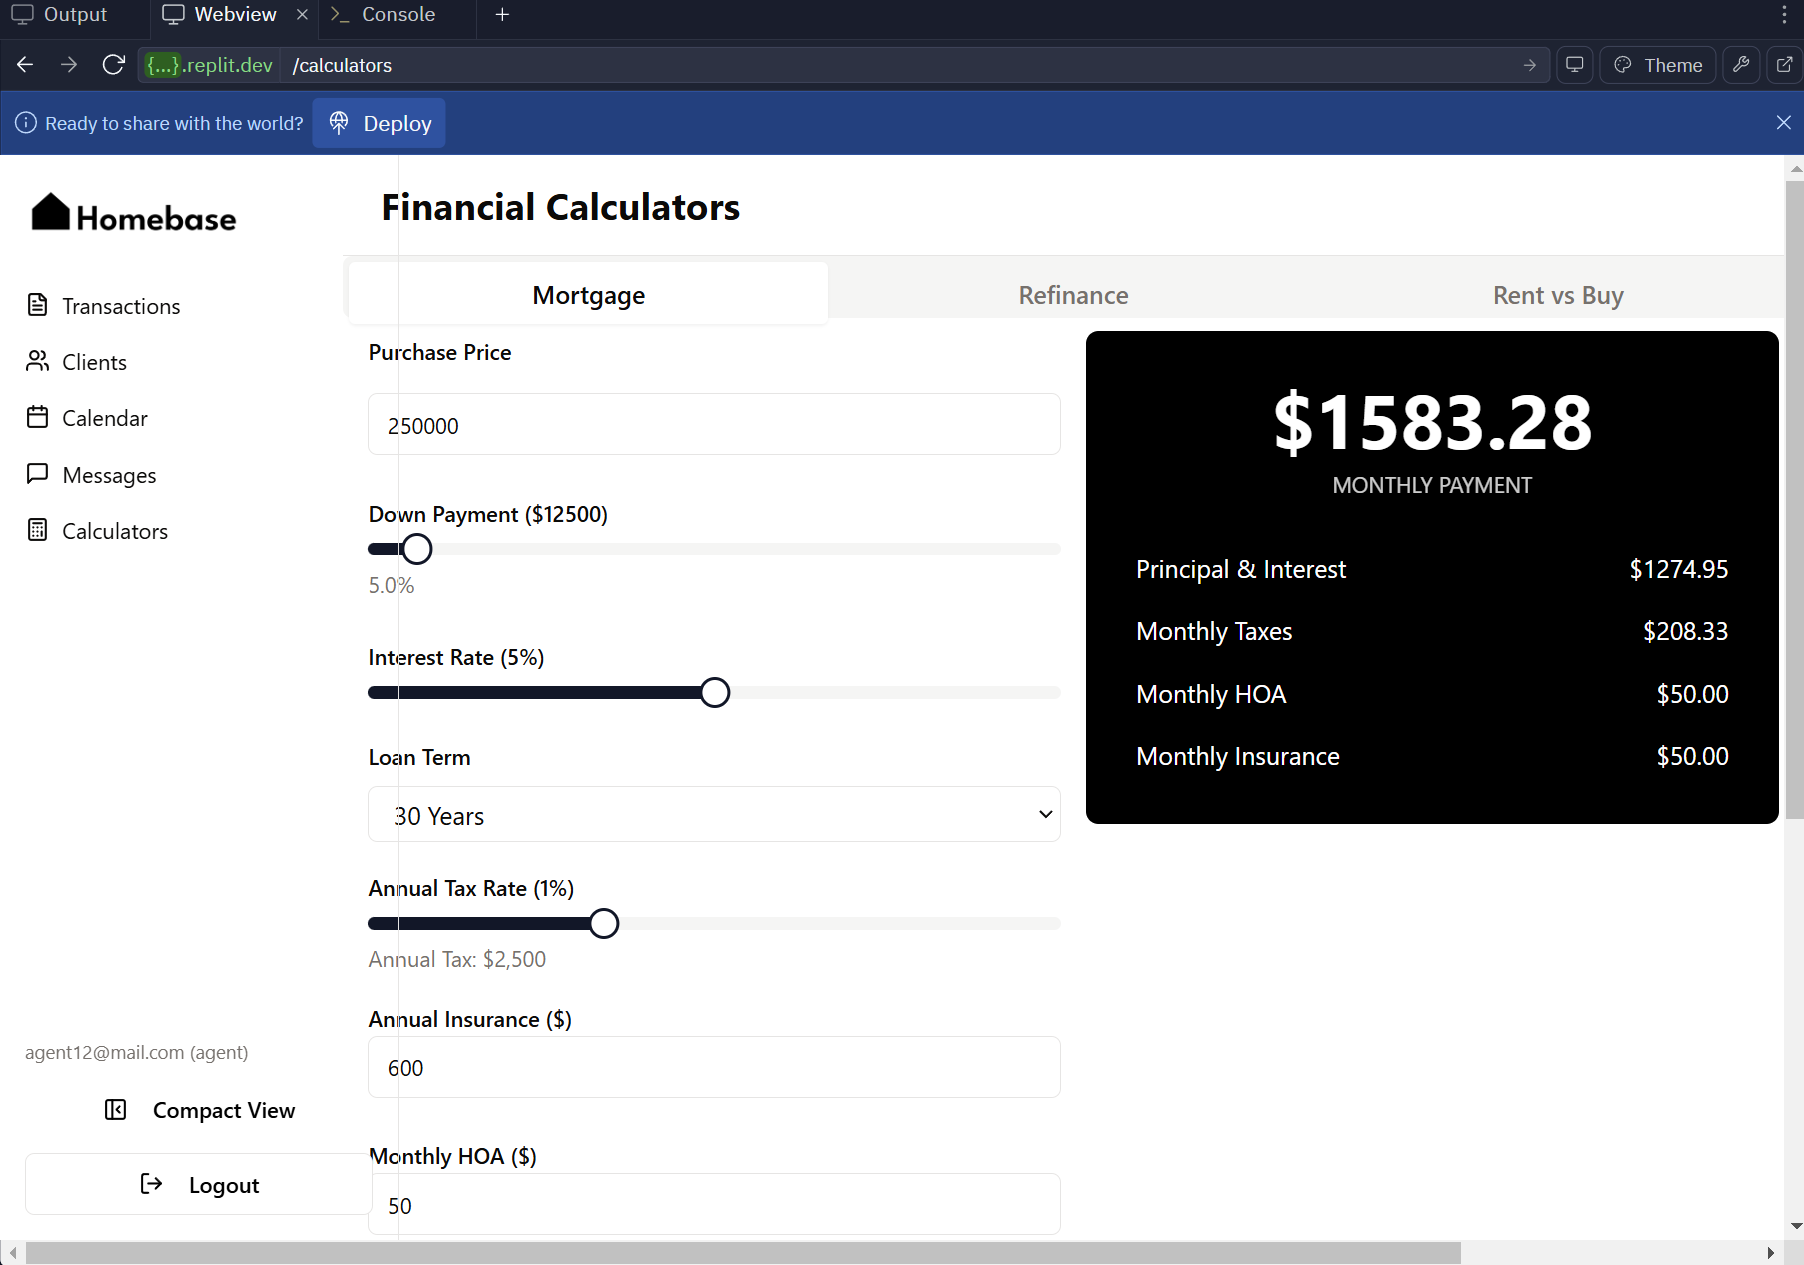 Output
Webview
Console
{...}.replit.dev
/calculators
Theme
Ready to share with the world?
Deploy
Homebase
Transactions
Clients
Calendar
Messages
Calculators
agent12@mail.com (agent)
Compact View
Logout
Financial Calculators
Mortgage
Refinance
Rent vs Buy
Purchase Price
250000
Down Payment ($12500)
5.0%
Interest Rate (5%)
Loan Term
30 Years
Annual Tax Rate (1%)
Annual Tax: $2,500
Annual Insurance ($)
600
Monthly HOA ($)
50
$1583.28
MONTHLY PAYMENT
Principal & Interest $1274.95
Monthly Taxes $208.33
Monthly HOA $50.00
Monthly Insurance $50.00